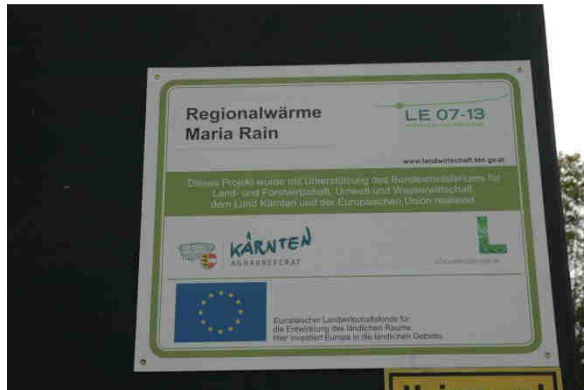 Regionalwärme
Maria Rain
LE 07-13
www.landwirtschaft.ktn.gv.at
Dieses Projekt wurde mit Unterstützung des Bundesministeriums für
Land- und Forstwirtschaft, Umwelt und Wasserwirtschaft,
dem Land Kärnten und der Europäischen Union realisiert.
KÄRNTEN
AGRARREFERAT
L
Europäischer Landwirtschaftsfonds für
die Entwicklung des ländlichen Raums.
Hier investiert Europa in die ländlichen Gebiete.